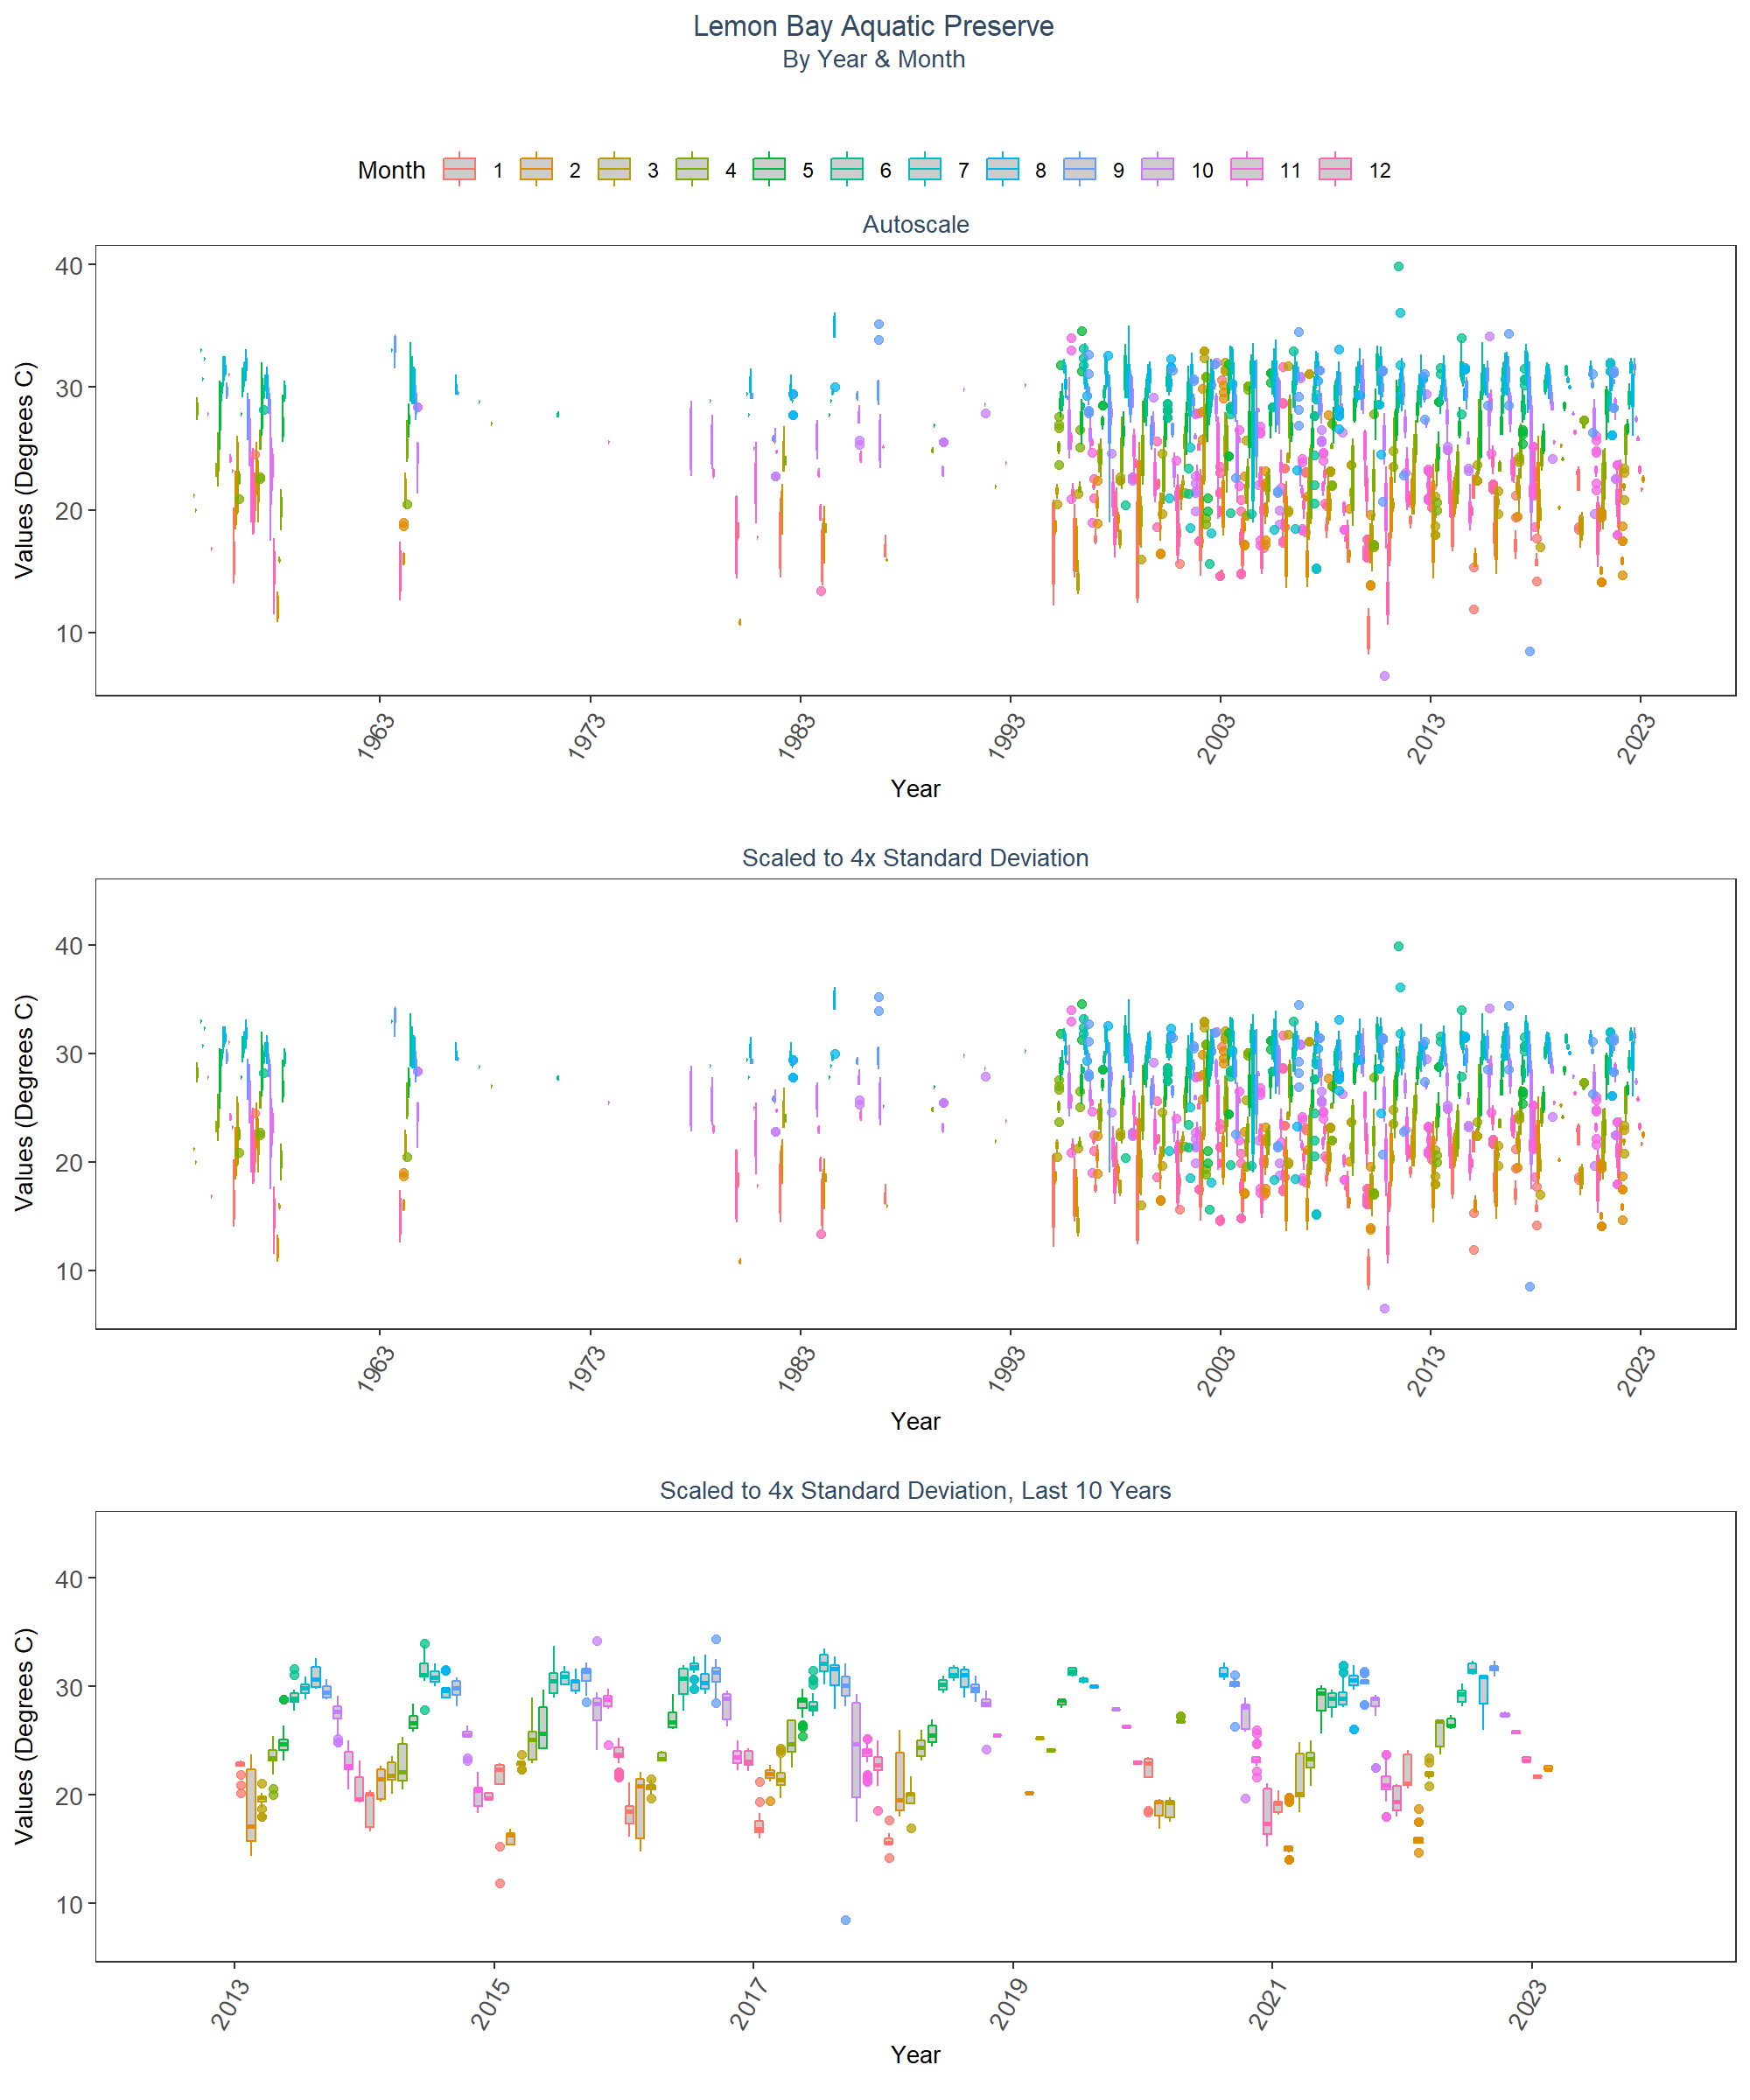 Lemon Bay Aquatic Preserve
By Year & Month
Month 1 2 3 4 5 6 7 8 9 10 11 12
Autoscale
Values (Degrees C)
40
30
20
10
1963 1973 1983 1993 2003 2013 2023
Year
Scaled to 4x Standard Deviation
Values (Degrees C)
40
30
20
10
1963 1973 1983 1993 2003 2013 2023
Year
Scaled to 4x Standard Deviation, Last 10 Years
Values (Degrees C)
40
30
20
10
2013 2015 2017 2019 2021 2023
Year